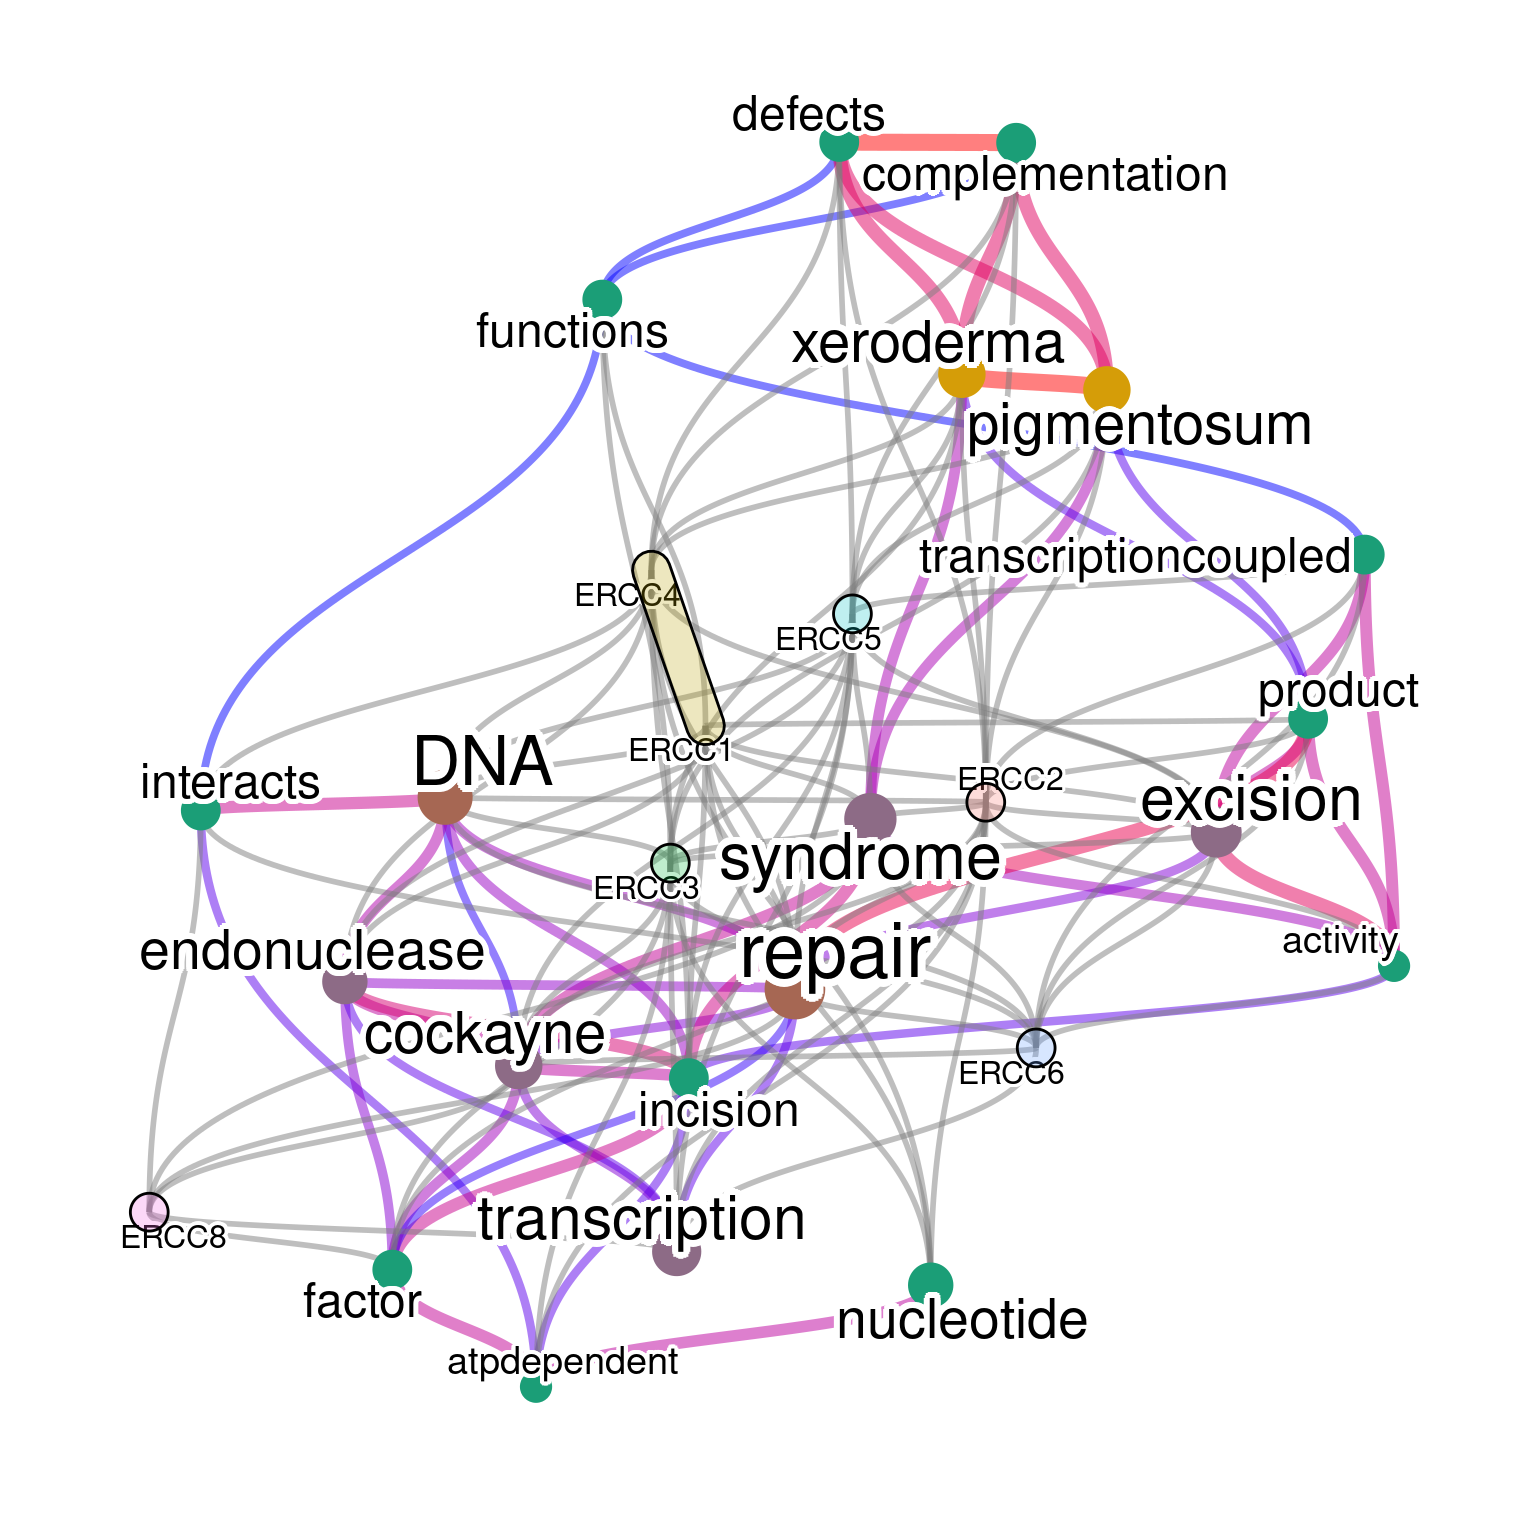 defects
complementation
functions
xeroderma
pigmentosum
transcriptioncoupled
ERCC4
ERCC5
product
ERCC1
DNA
interacts
ERCC2
excision
syndrome
ERCC3
repair
activity
endonuclease
cockayne
ERCC6
incision
transcription
ERCC8
factor
nucleotide
atpdependent